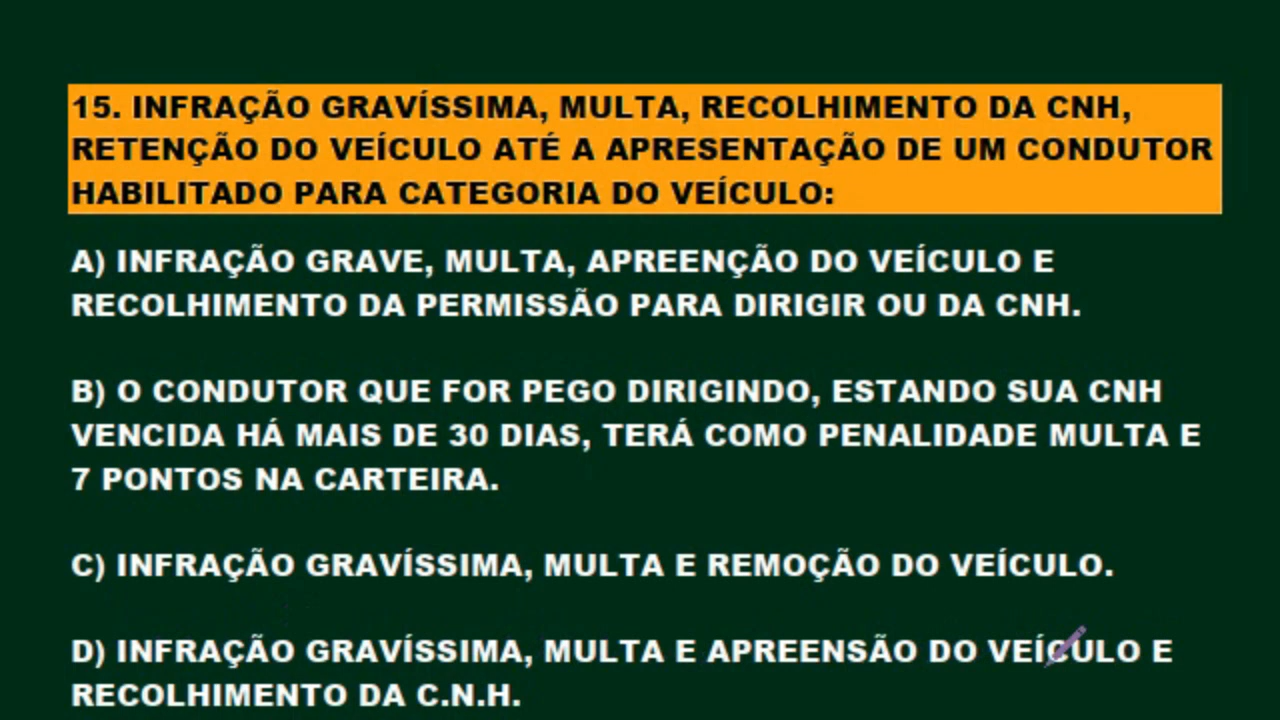 15. INFRAÇÃO GRAVÍSSIMA, MULTA, RECOLHIMENTO DA CNH,
RETENÇÃO DO VEÍCULO ATÉ A APRESENTAÇÃO DE UM CONDUTOR
HABILITADO PARA CATEGORIA DO VEÍCULO:
A) INFRAÇÃO GRAVE, MULTA, APREENÇÃO DO VEÍCULO E
RECOLHIMENTO DA PERMISSÃO PARA DIRIGIR OU DA CNH.
B) O CONDUTOR QUE FOR PEGO DIRIGINDO, ESTANDO SUA CNH
VENCIDA HÁ MAIS DE 30 DIAS, TERÁ COMO PENALIDADE MULTA E
7 PONTOS NA CARTEIRA.
C) INFRAÇÃO GRAVÍSSIMA, MULTA E REMOÇÃO DO VEÍCULO.
D) INFRAÇÃO GRAVÍSSIMA, MULTA E APREENSÃO DO VEÍCULO E
RECOLHIMENTO DA C.N.H.